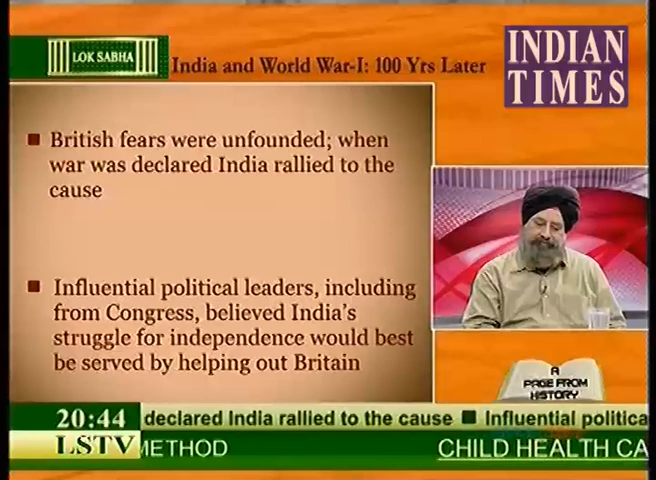 LOK SABHA
India and World War-I: 100 Yrs Later
INDIAN
TIMES
British fears were unfounded; when
war was declared India rallied to the
cause
Influential political leaders, including
from Congress, believed India's
struggle for independence would best
be served by helping out Britain
A
PAGE FROM
HISTORY
20:44
declared India rallied to the cause ■ Influential politica
LSTV
METHOD
CHILD HEALTH CA